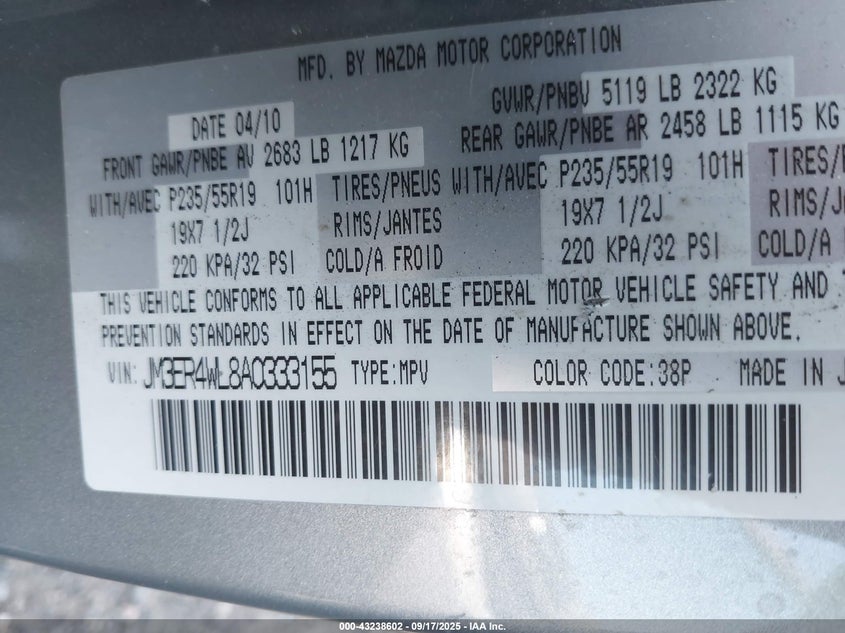 MFD. BY MAZDA MOTOR CORPORATION
DATE 04/10 GVWR/PNBV 5119 LB 2322 KG
FRONT GAWR/PNBE AV 2683 LB 1217 KG REAR GAWR/PNBE AR 2458 LB 1115 KG
WITH/AVEC P235/55R19 101H TIRES/PNEUS WITH/AVEC P235/55R19 101H
19X7 1/2J RIMS/JANTES 19X7 1/2J
220 KPA/32 PSI COLD/A FROID 220 KPA/32 PSI COLD/A
THIS VEHICLE CONFORMS TO ALL APPLICABLE FEDERAL MOTOR VEHICLE SAFETY AND
PREVENTION STANDARDS IN EFFECT ON THE DATE OF MANUFACTURE SHOWN ABOVE.
VIN: JM3ER4WL8A0333155 TYPE:MPV COLOR CODE:38P MADE IN
000-43238602 - 09/17/2025 - IAA Inc.